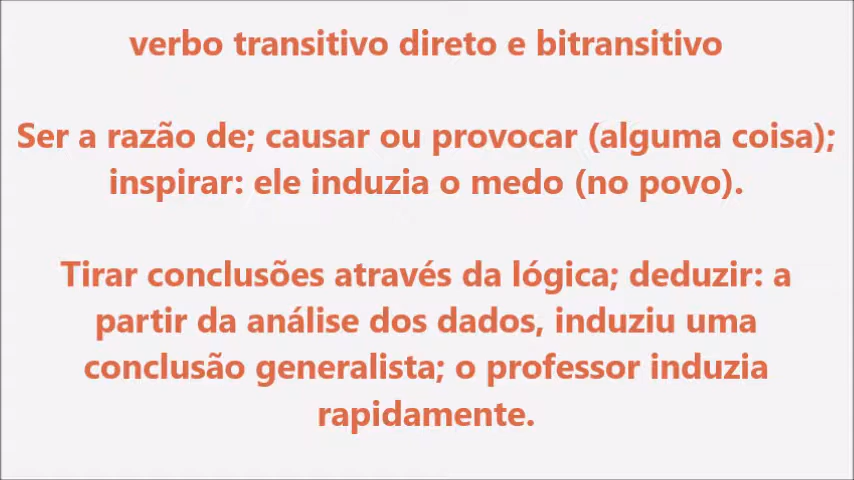 verbo transitivo direto e bitransitivo
Ser a razão de; causar ou provocar (alguma coisa);
inspirar: ele induzia o medo (no povo).
Tirar conclusões através da lógica; deduzir: a
partir da análise dos dados, induziu uma
conclusão generalista; o professor induzia
rapidamente.